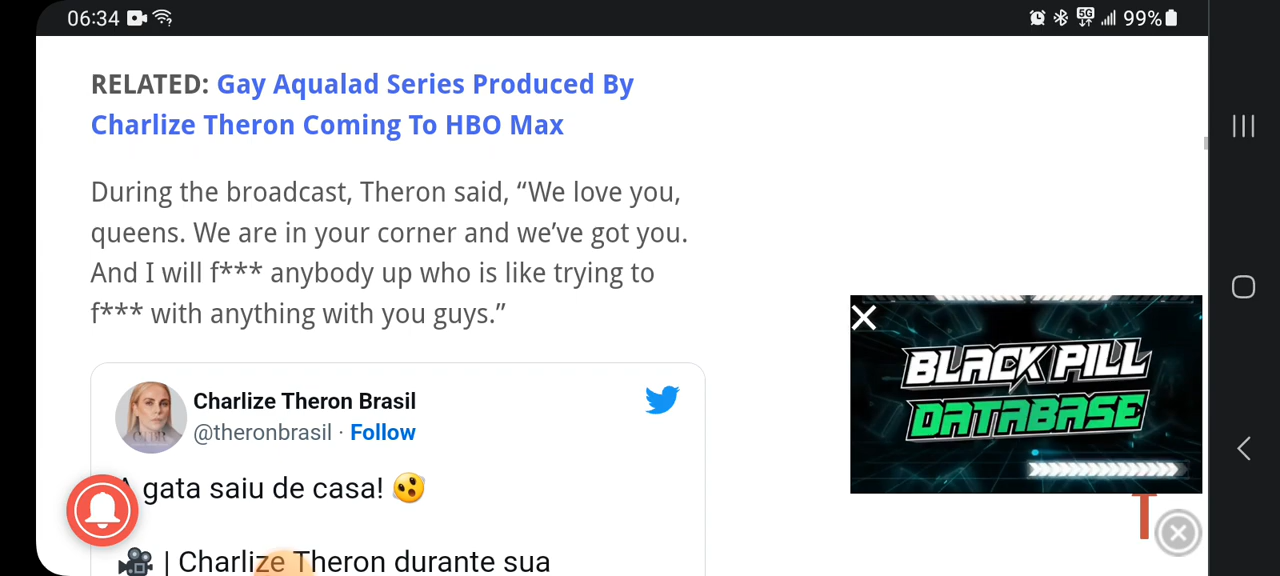 06:34
5G
99%
RELATED: Gay Aqualad Series Produced By
Charlize Theron Coming To HBO Max
During the broadcast, Theron said, “We love you,
queens. We are in your corner and we’ve got you.
And I will f*** anybody up who is like trying to
f*** with anything with you guys.”
Charlize Theron Brasil
@theronbrasil · Follow
A gata saiu de casa! 😲
🎥 | Charlize Theron durante sua
BLACK PILL
DATABASE